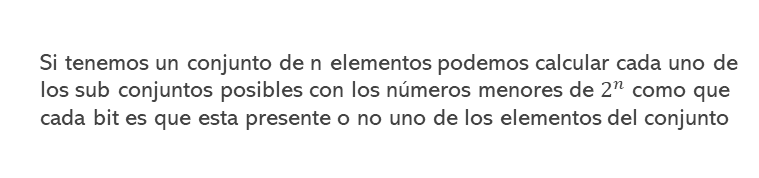 Si tenemos un conjunto de n elementos podemos calcular cada uno de
los sub conjuntos posibles con los números menores de 2ⁿ como que
cada bit es que esta presente o no uno de los elementos del conjunto